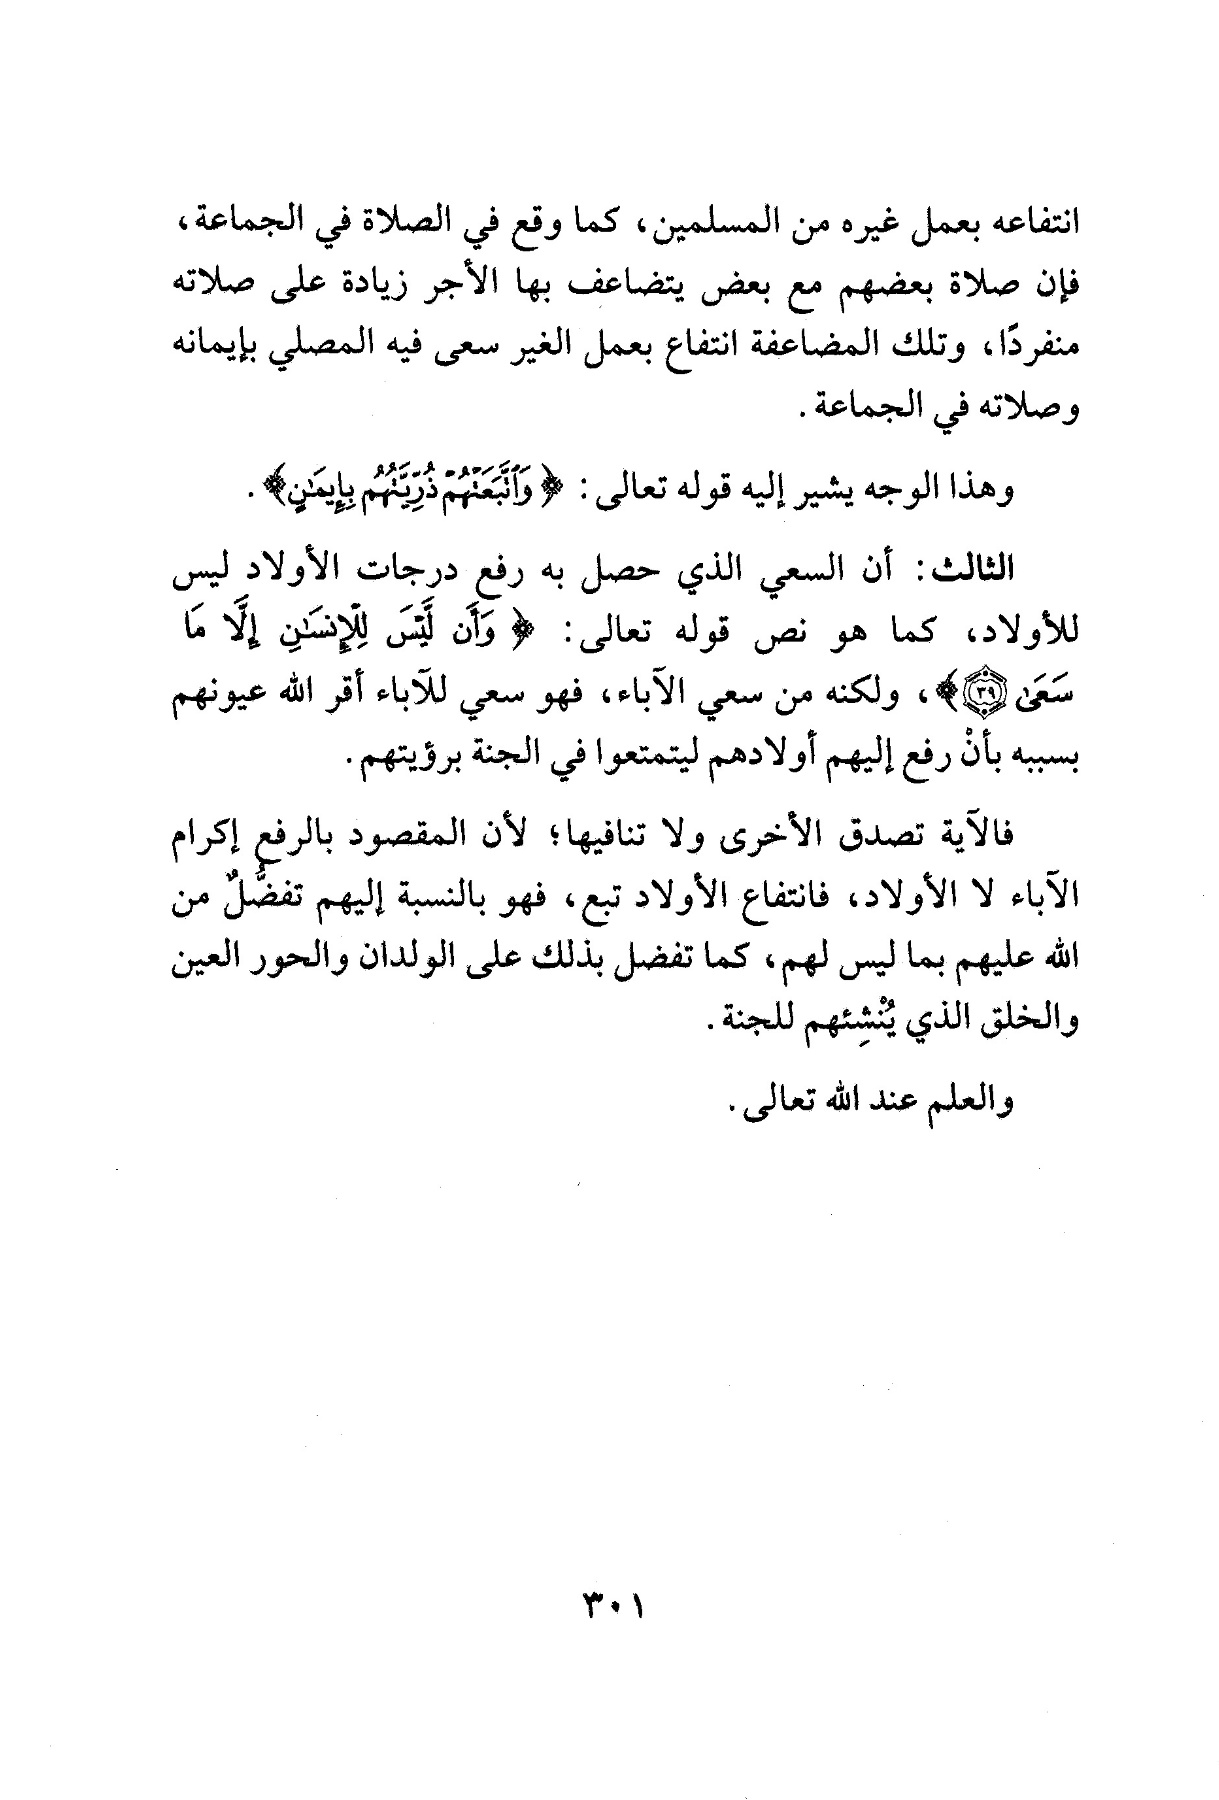 انتفاعه بعمل غيره من المسلمين، كما وقع في الصلاة في الجماعة،
فإن صلاة بعضهم مع بعض يتضاعف بها الأجر زيادة على صلاته
منفردًا، وتلك المضاعفة انتفاع بعمل الغير سعى فيه المصلي بإيمانه
وصلاته في الجماعة.
وهذا الوجه يشير إليه قوله تعالى: ﴿وَٱتَّبَعَتۡهُمۡ ذُرِّيَّتُهُم بِإِيمَٰنٍ﴾.
الثالث: أن السعي الذي حصل به رفع درجات الأولاد ليس
للأولاد، كما هو نص قوله تعالى: ﴿وَأَن لَّيۡسَ لِلۡإِنسَٰنِ إِلَّا مَا
سَعَىٰ ٣٩﴾، ولكنه من سعي الآباء، فهو سعي للآباء أقر الله عيونهم
بسببه بأنْ رفع إليهم أولادهم ليتمتعوا في الجنة برؤيتهم.
فالآية تصدق الأخرى ولا تنافيها؛ لأن المقصود بالرفع إكرام
الآباء لا الأولاد، فانتفاع الأولاد تبع، فهو بالنسبة إليهم تفضُّلٌ من
الله عليهم بما ليس لهم، كما تفضل بذلك على الولدان والحور العين
والخلق الذي يُنْشِئهم للجنة.
والعلم عند الله تعالى.
٣٠١